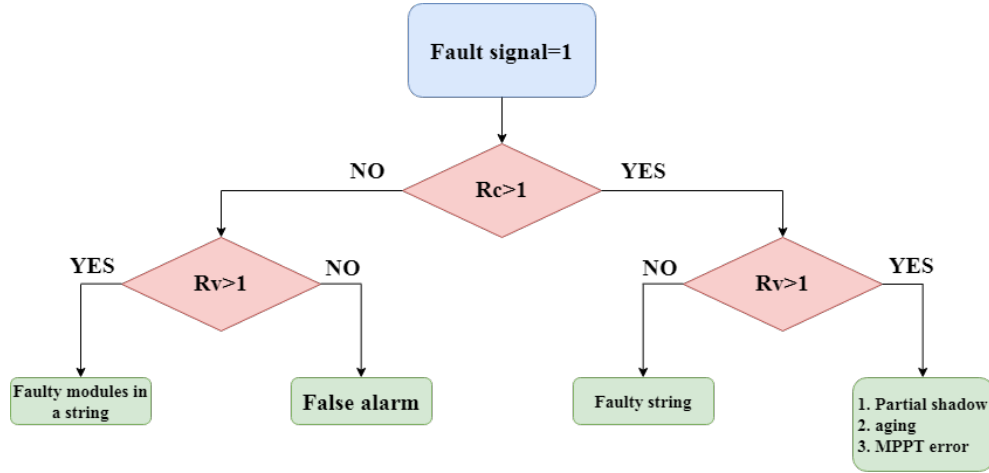 Fault signal=1
NO
YES
Rc>1
YES
NO
NO
YES
Rv>1
Rv>1
Faulty modules in
a string
False alarm
Faulty string
1. Partial shadow
2. aging
3. MPPT error